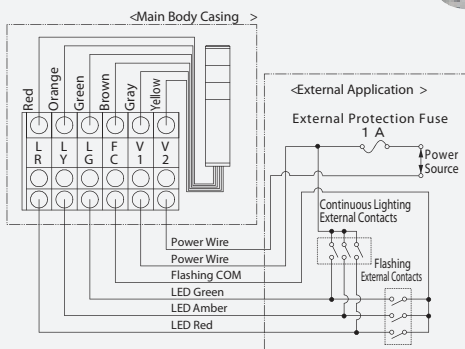 <Main Body Casing >
Red
Orange
Green
Brown
Gray
Yellow
L R
L Y
L G
F C
V 1
V 2
<External Application >
External Protection Fuse
1 A
Power
Source
Continuous Lighting
External Contacts
Flashing
External Contacts
Power Wire
Power Wire
Flashing COM
LED Green
LED Amber
LED Red